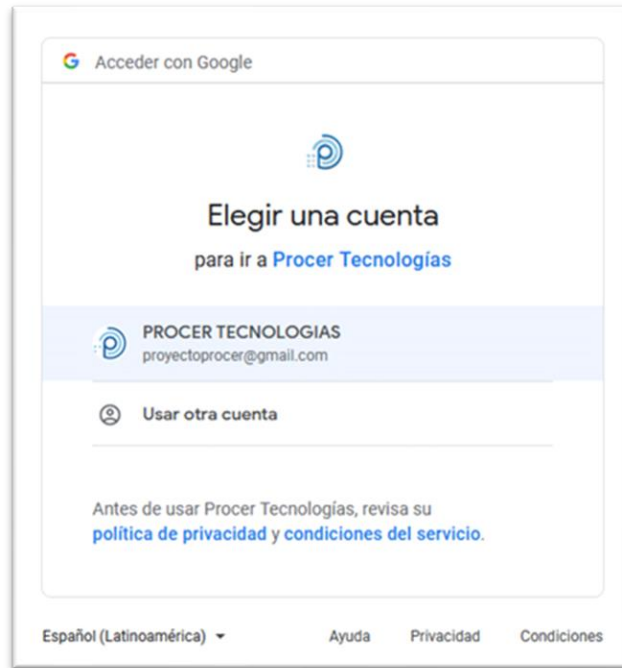 Acceder con Google
Elegir una cuenta
para ir a Procer Tecnologías
PROCER TECNOLOGIAS
proyectoprocer@gmail.com
Usar otra cuenta
Antes de usar Procer Tecnologías, revisa su
política de privacidad y condiciones del servicio.
Español (Latinoamérica)
Ayuda
Privacidad
Condiciones